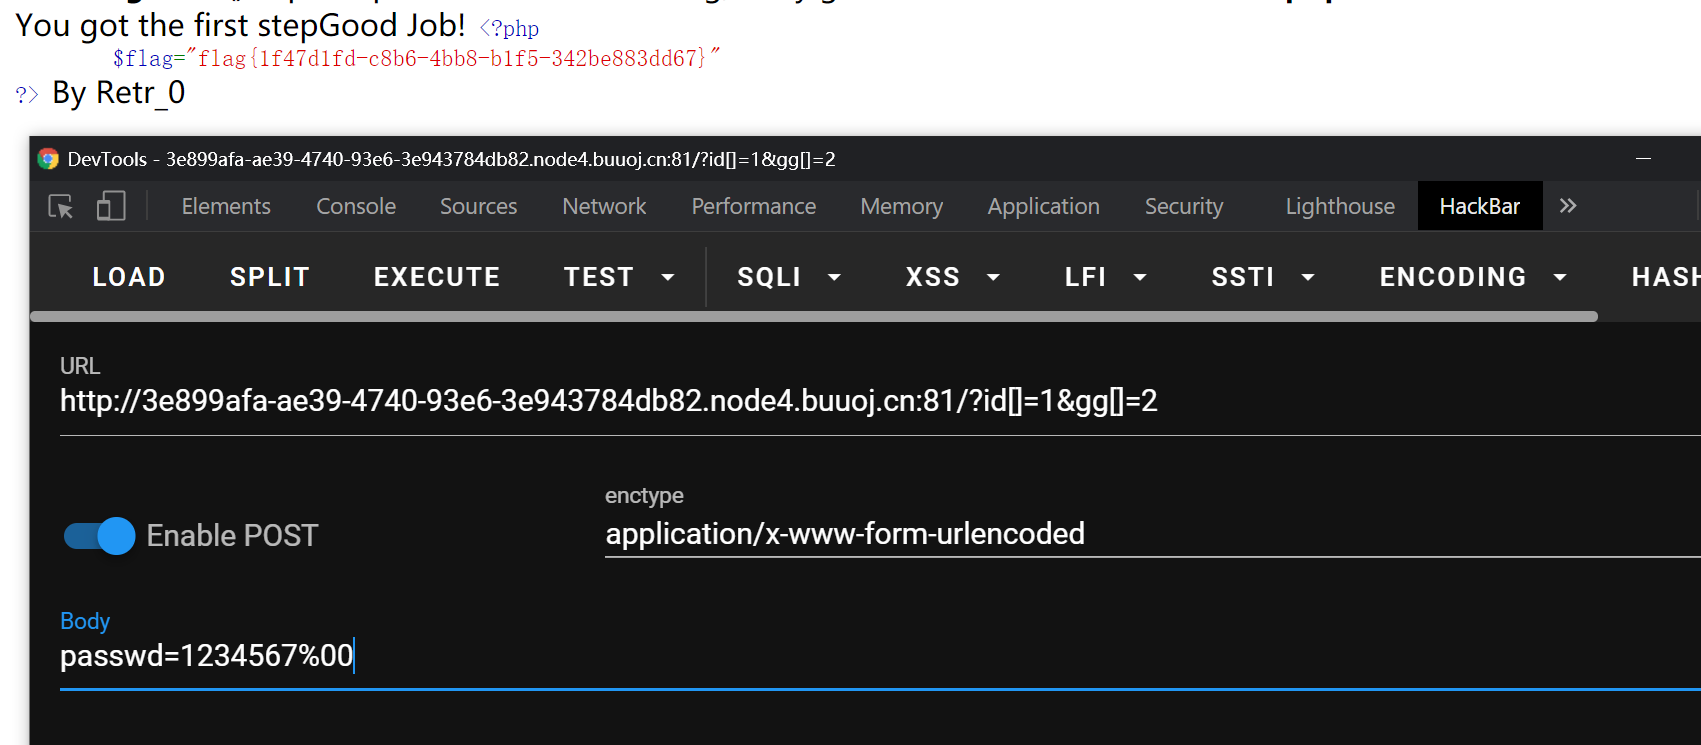 You got the first stepGood Job! <?php
$flag="flag{1f47d1fd-c8b6-4bb8-b1f5-342be883dd67}"
?> By Retr_0
DevTools - 3e899afa-ae39-4740-93e6-3e943784db82.node4.buuoj.cn:81/?id[]=1&gg[]=2
Elements Console Sources Network Performance Memory Application Security Lighthouse HackBar »
LOAD SPLIT EXECUTE TEST SQLI XSS LFI SSTI ENCODING HASH
URL
http://3e899afa-ae39-4740-93e6-3e943784db82.node4.buuoj.cn:81/?id[]=1&gg[]=2
enctype
Enable POST
application/x-www-form-urlencoded
Body
passwd=1234567%00